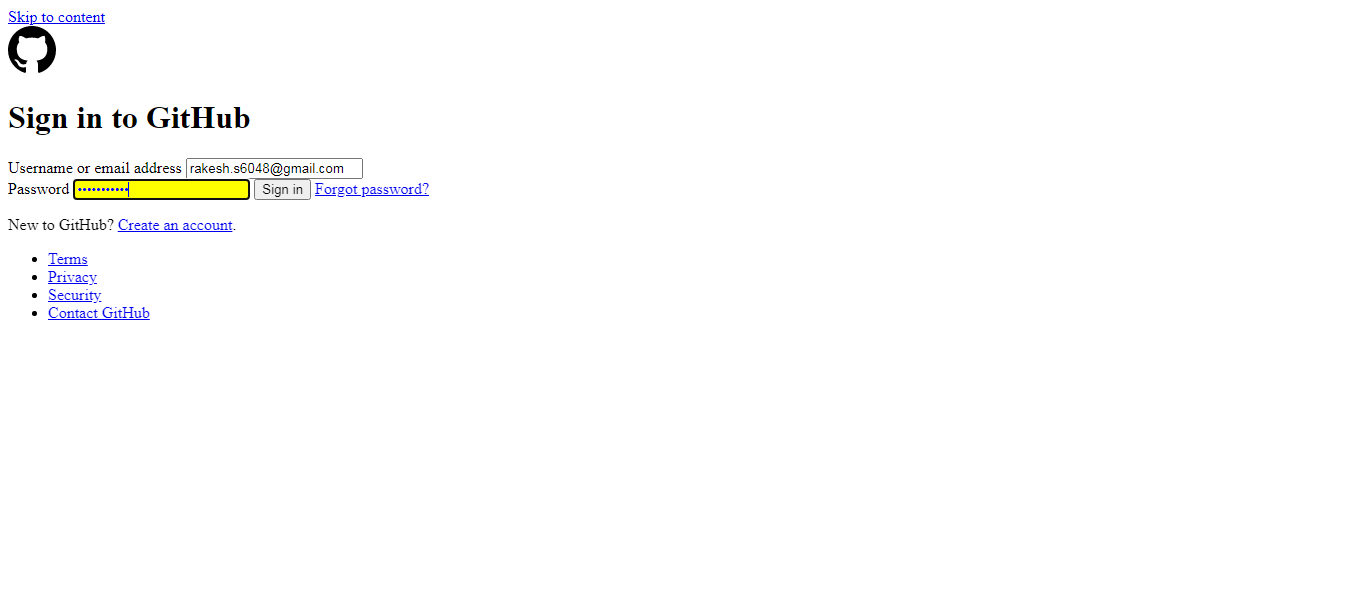 Skip to content
Sign in to GitHub
Username or email address rakesh.s6048@gmail.com
Password ••••••••••• Sign in Forgot password?
New to GitHub? Create an account.
• Terms
• Privacy
• Security
• Contact GitHub